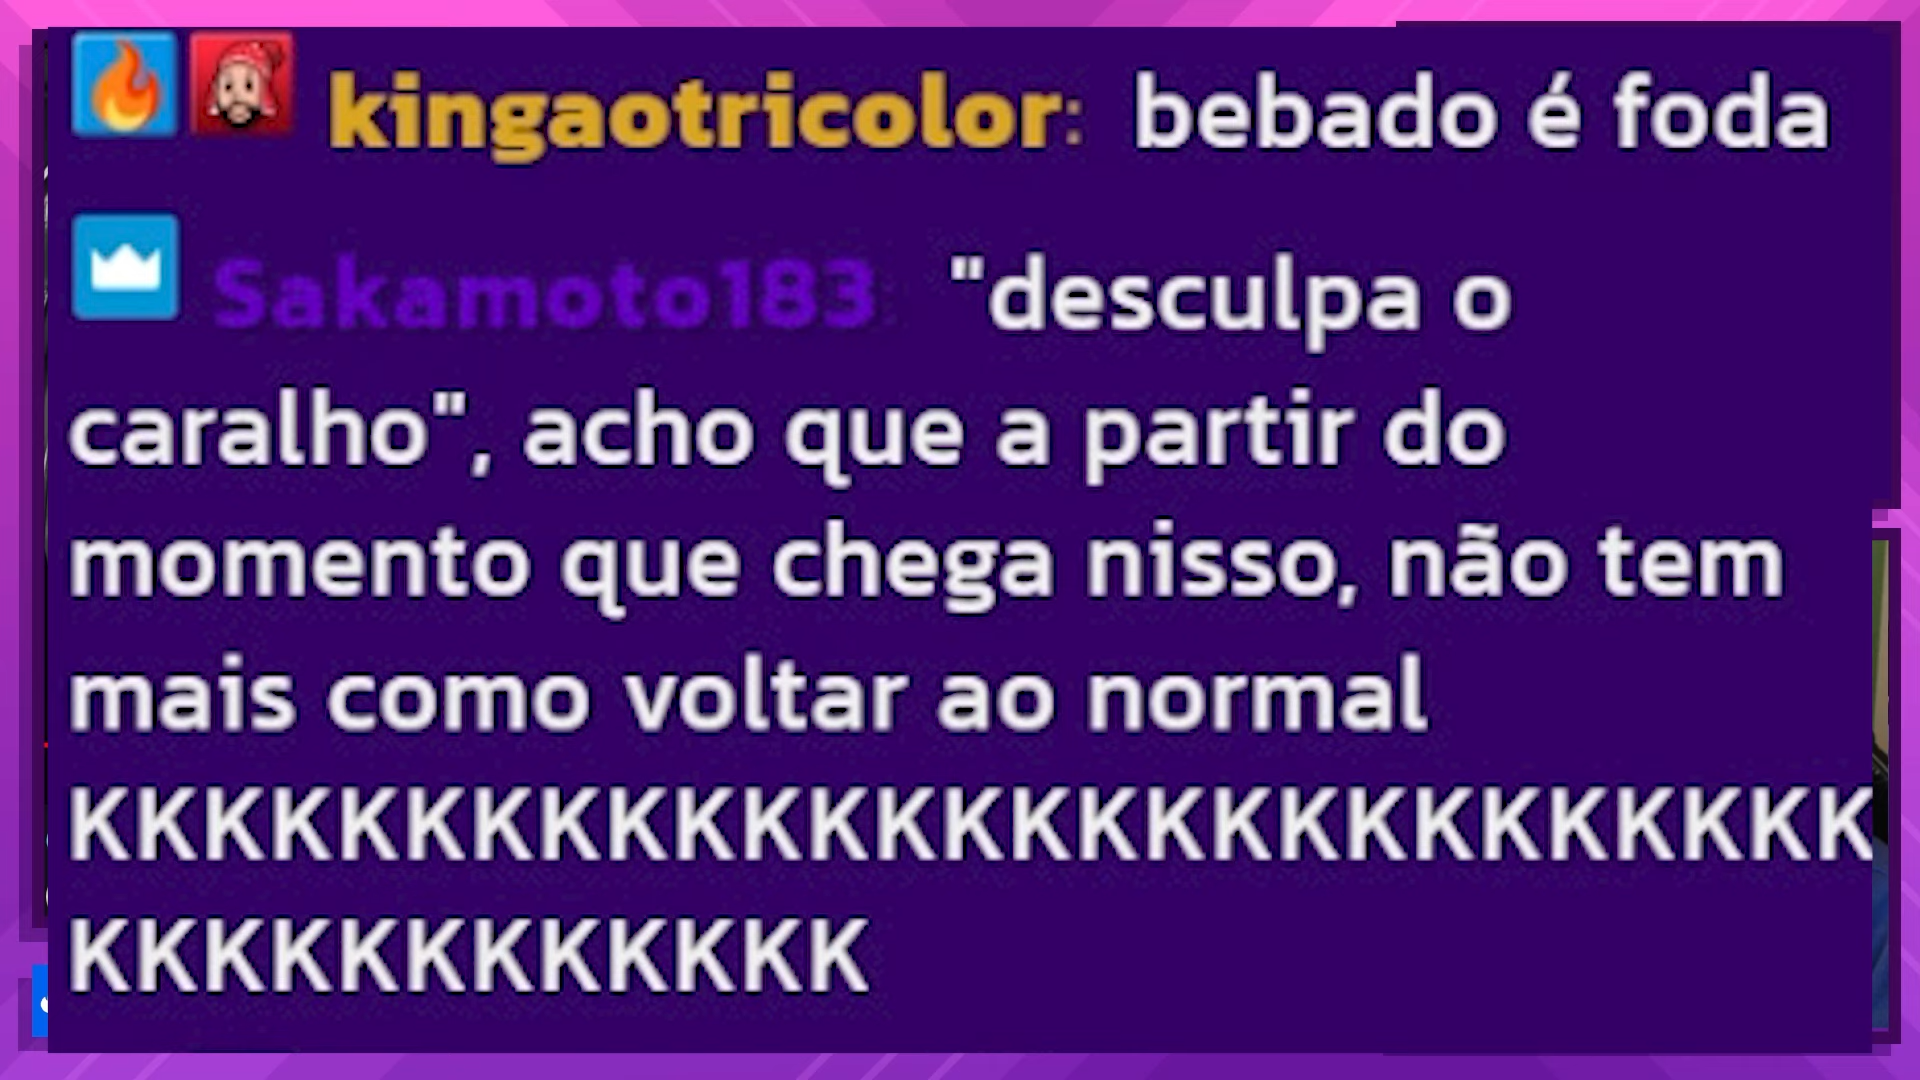 kingaotricolor: bebado é foda
Sakamoto183 "desculpa o
caralho", acho que a partir do
momento que chega nisso, não tem
mais como voltar ao normal
KKKKKKKKKKKKKKKKKKKKKKKKKKK
KKKKKKKKKKKK